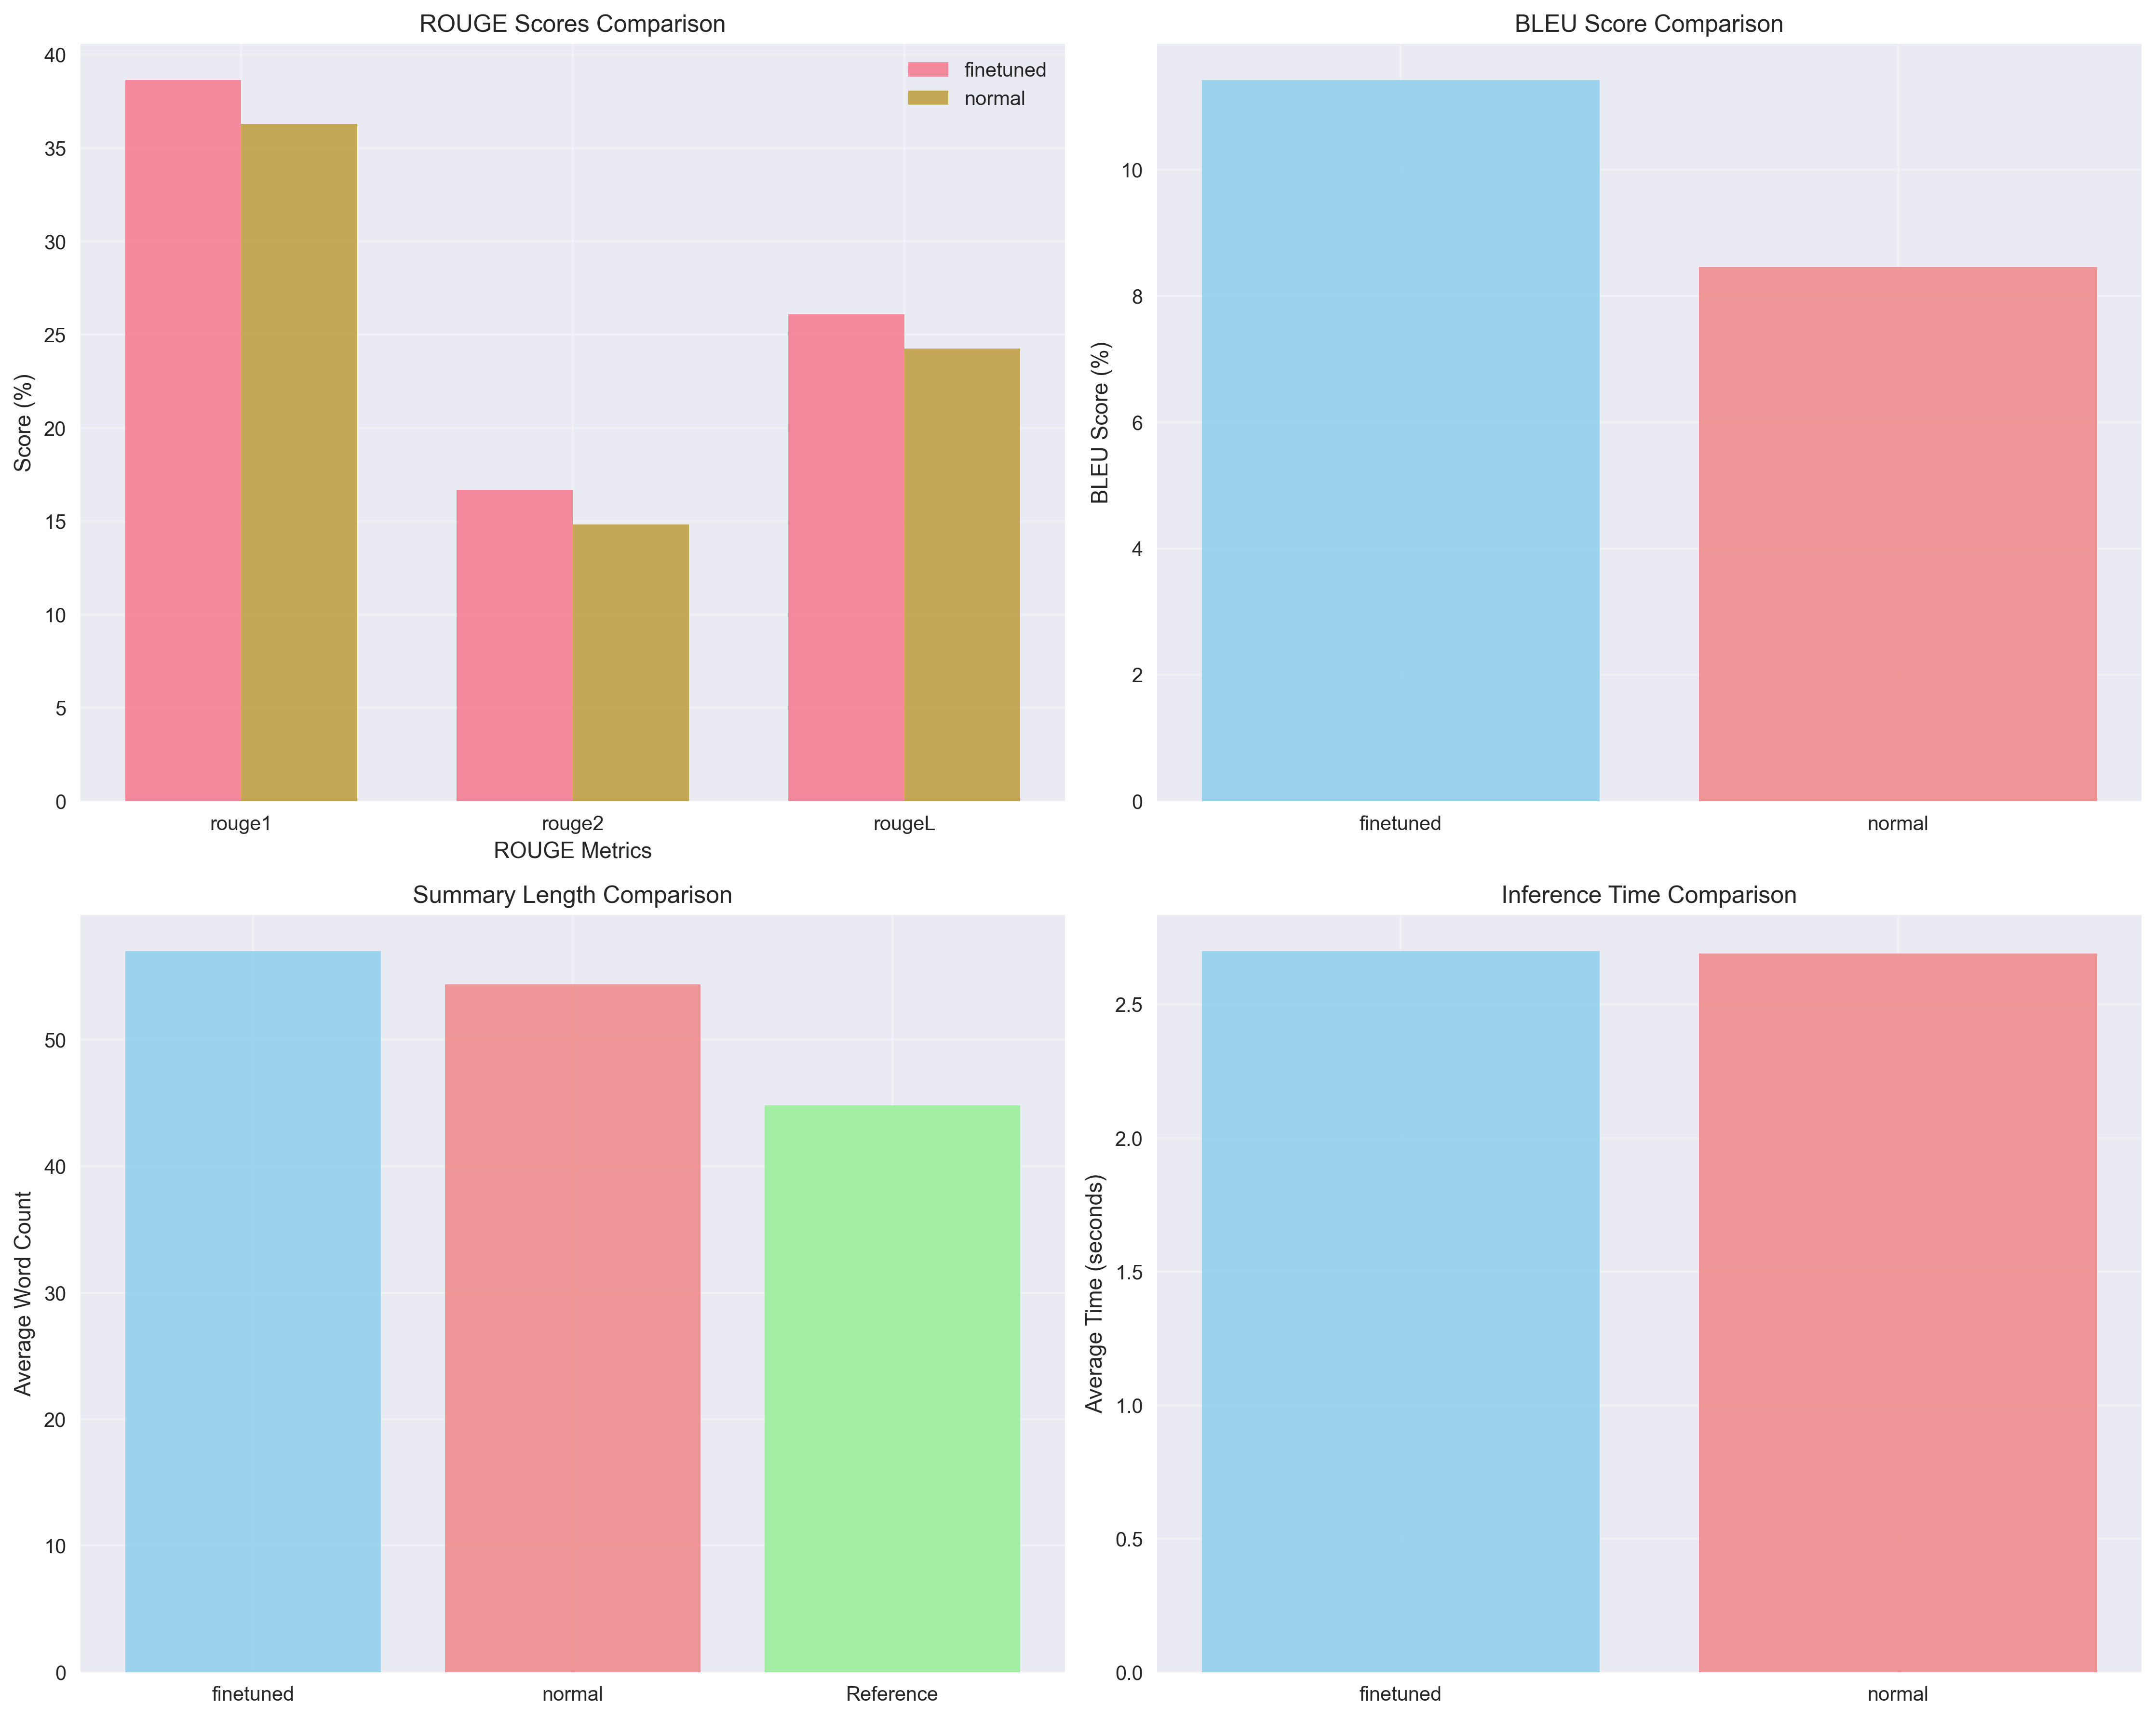 ROUGE Scores Comparison
40
35
30
25
20
15
10
5
0
Score (%)
finetuned
normal
rouge1
rouge2
rougeL
ROUGE Metrics
BLEU Score Comparison
10
8
6
4
2
0
BLEU Score (%)
finetuned
normal
Summary Length Comparison
50
40
30
20
10
0
Average Word Count
finetuned
normal
Reference
Inference Time Comparison
2.5
2.0
1.5
1.0
0.5
0.0
Average Time (seconds)
finetuned
normal